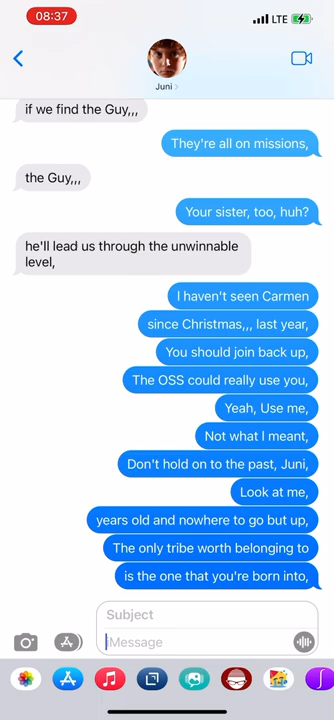 08:37
LTE
Juni
if we find the Guy,,,
They're all on missions,
the Guy,,,
Your sister, too, huh?
he'll lead us through the unwinnable
level,
I haven't seen Carmen
since Christmas,,, last year,
You should join back up,
The OSS could really use you,
Yeah, Use me,
Not what I meant,
Don't hold on to the past, Juni,
Look at me,
years old and nowhere to go but up,
The only tribe worth belonging to
is the one that you're born into,
Subject
iMessage